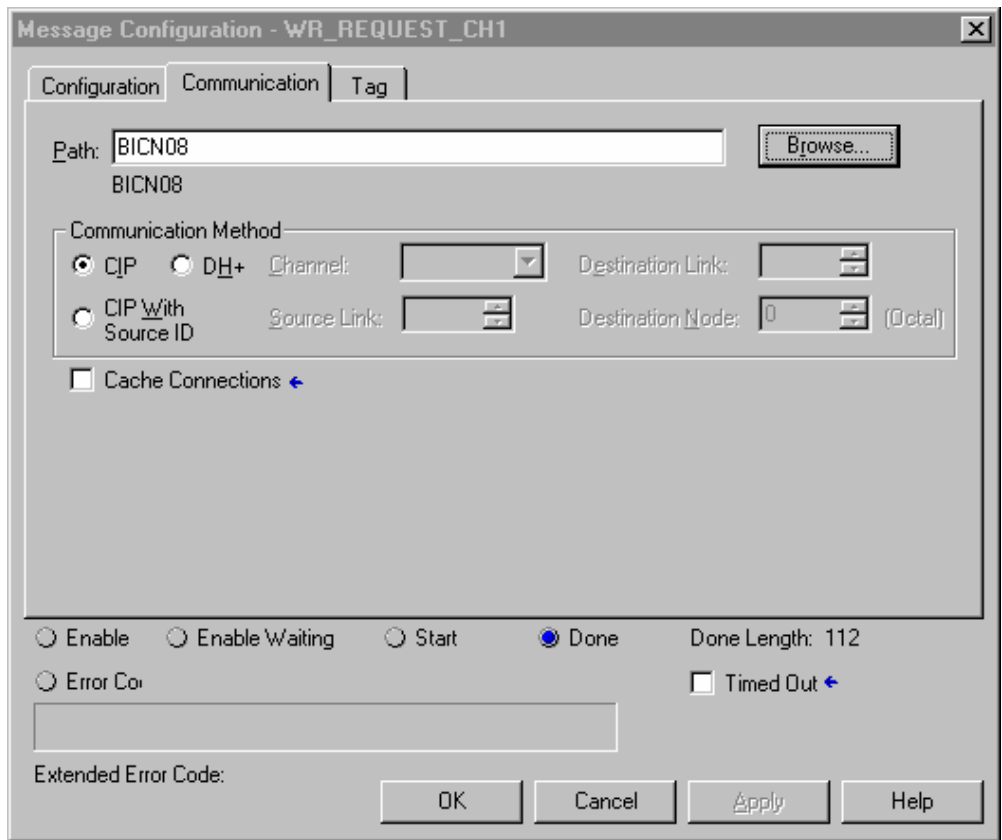 Message Configuration - WR_REQUEST_CH1
Configuration Communication Tag
Path: BICN08 Browse...
BICN08
Communication Method
CIP DH+ Channel: Destination Link:
CIP With Source ID Source Link: Destination Node: 0 (Octal)
Cache Connections
Enable Enable Waiting Start Done Done Length: 112
Error Co Timed Out
Extended Error Code:
OK Cancel Apply Help